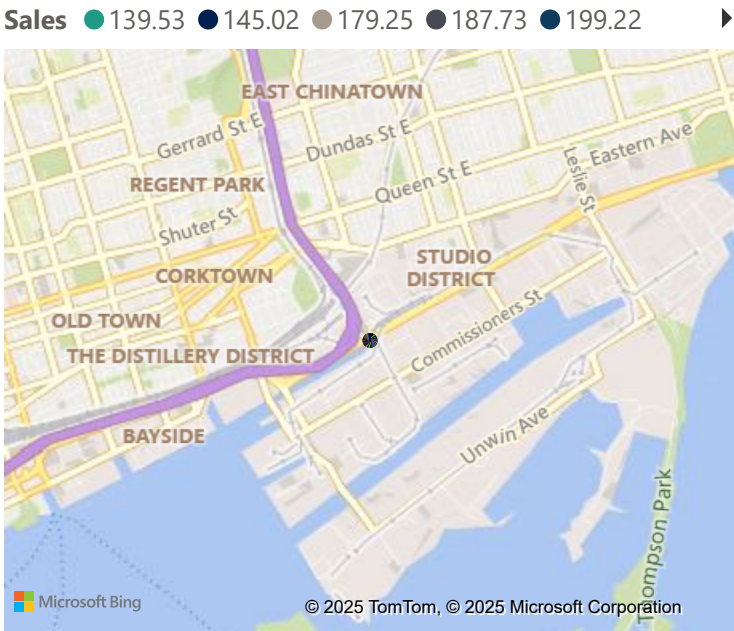 Sales 139.53 145.02 179.25 187.73 199.22
EAST CHINATOWN
Gerrard St E
Dundas St E
Eastern Ave
Leslie St
REGENT PARK
Queen St E
Shuter St
STUDIO
DISTRICT
CORKTOWN
OLD TOWN
Commissioners St
THE DISTILLERY DISTRICT
BAYSIDE
Unwin Ave
Thompson Park
Microsoft Bing
© 2025 TomTom, © 2025 Microsoft Corporation